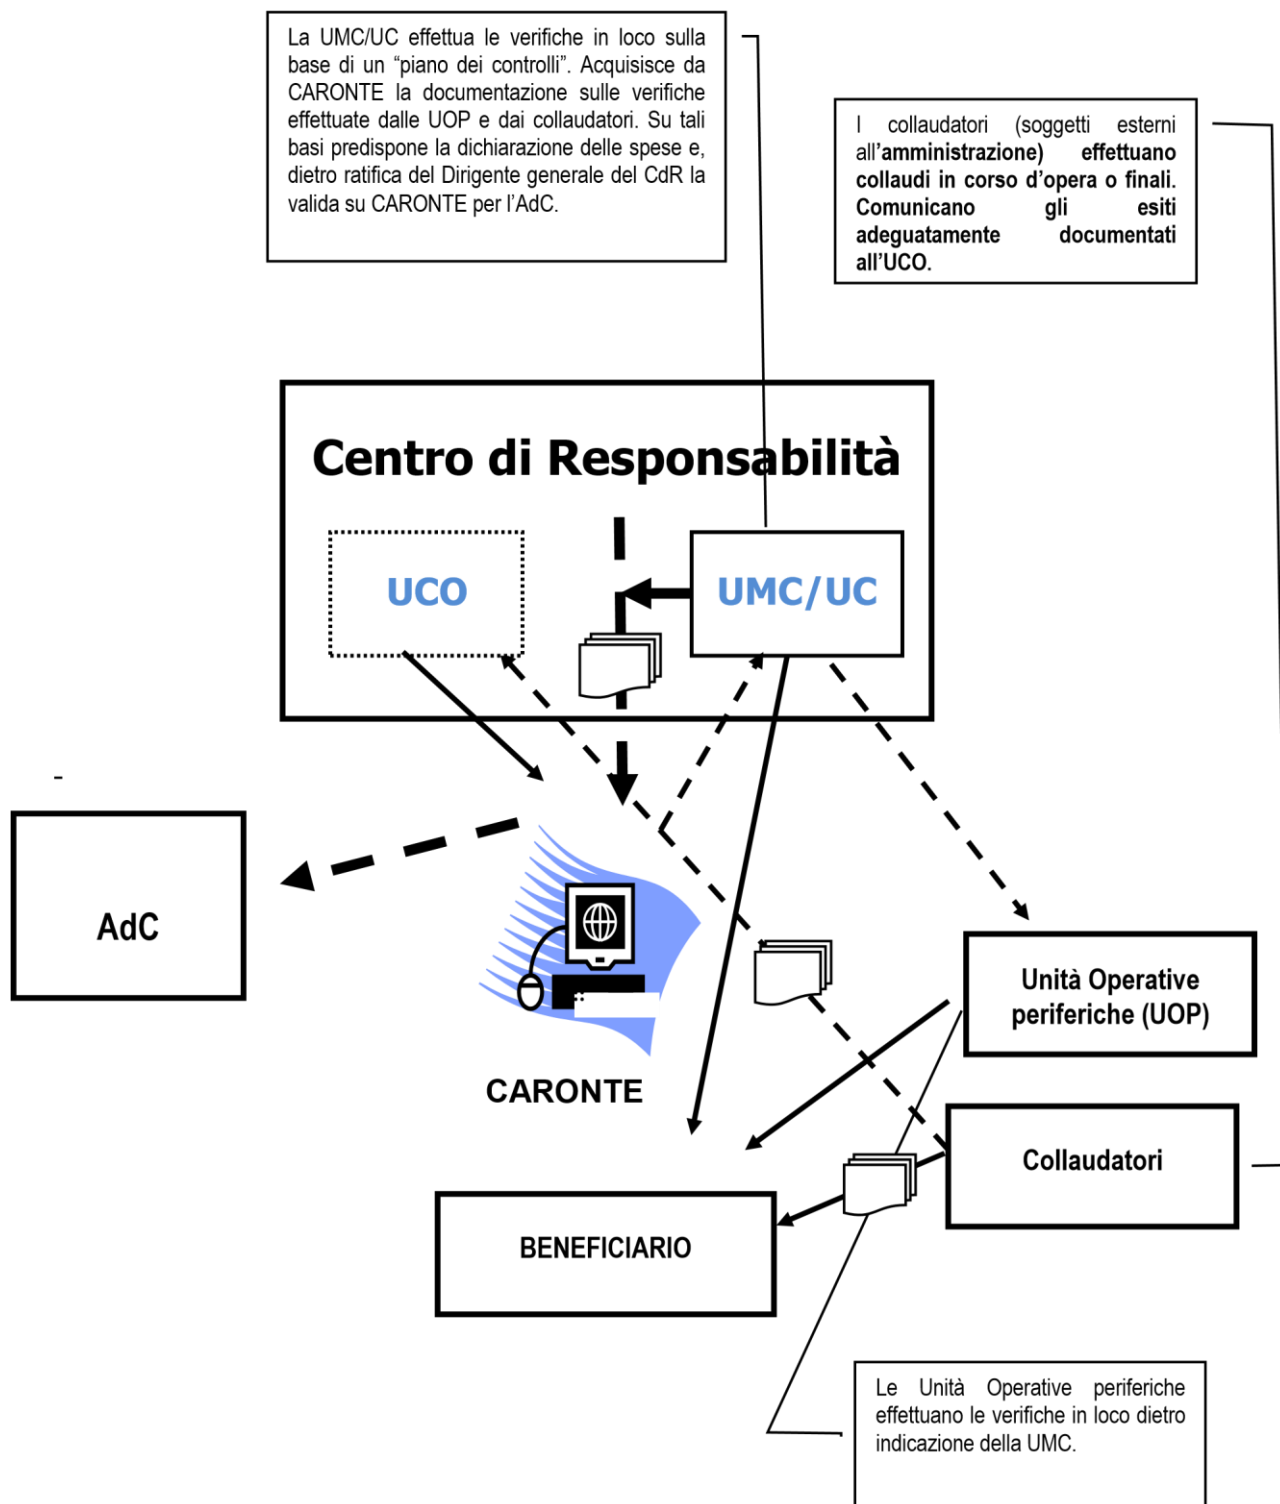 La UMC/UC effettua le verifiche in loco sulla
base di un “piano dei controlli”. Acquisisce da
CARONTE la documentazione sulle verifiche
effettuate dalle UOP e dai collaudatori. Su tali
basi predispone la dichiarazione delle spese e,
dietro ratifica del Dirigente generale del CdR la
valida su CARONTE per l’AdC.
I collaudatori (soggetti esterni
all’amministrazione) effettuano
collaudi in corso d’opera o finali.
Comunicano gli esiti
adeguatamente documentati
all’UCO.
Centro di Responsabilità
UCO
UMC/UC
-
AdC
CARONTE
Unità Operative
periferiche (UOP)
Collaudatori
BENEFICIARIO
Le Unità Operative periferiche
effettuano le verifiche in loco dietro
indicazione della UMC.